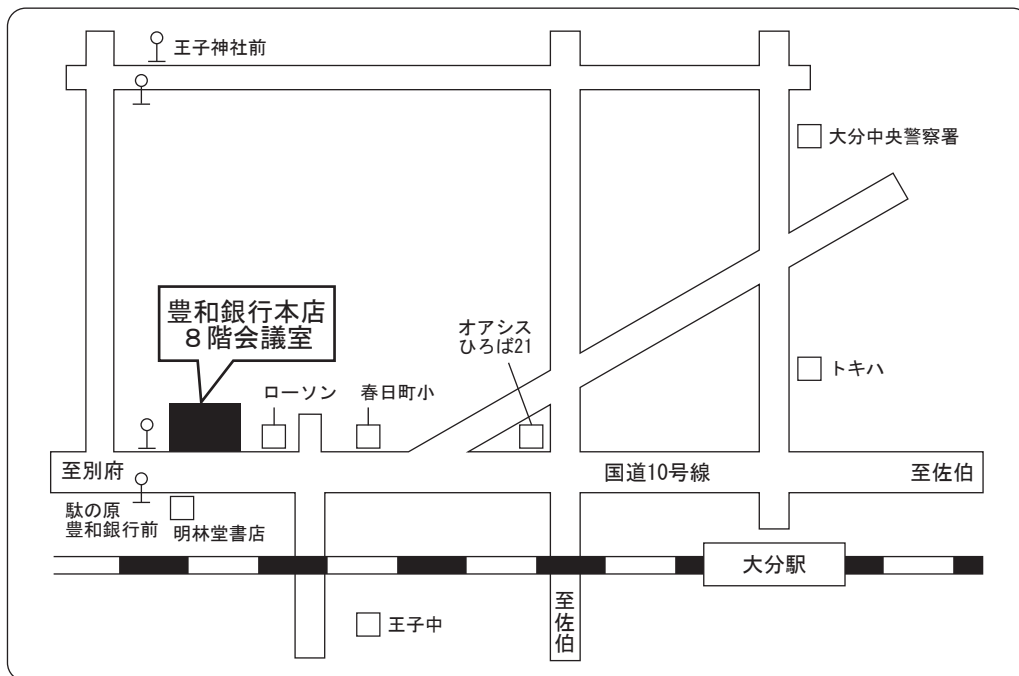 王子神社前
大分中央警察署
豊和銀行本店
８階会議室
オアシス
ひろば21
トキハ
ローソン
春日町小
至別府
国道10号線
至佐伯
駄の原
豊和銀行前
明林堂書店
大分駅
至佐伯
王子中